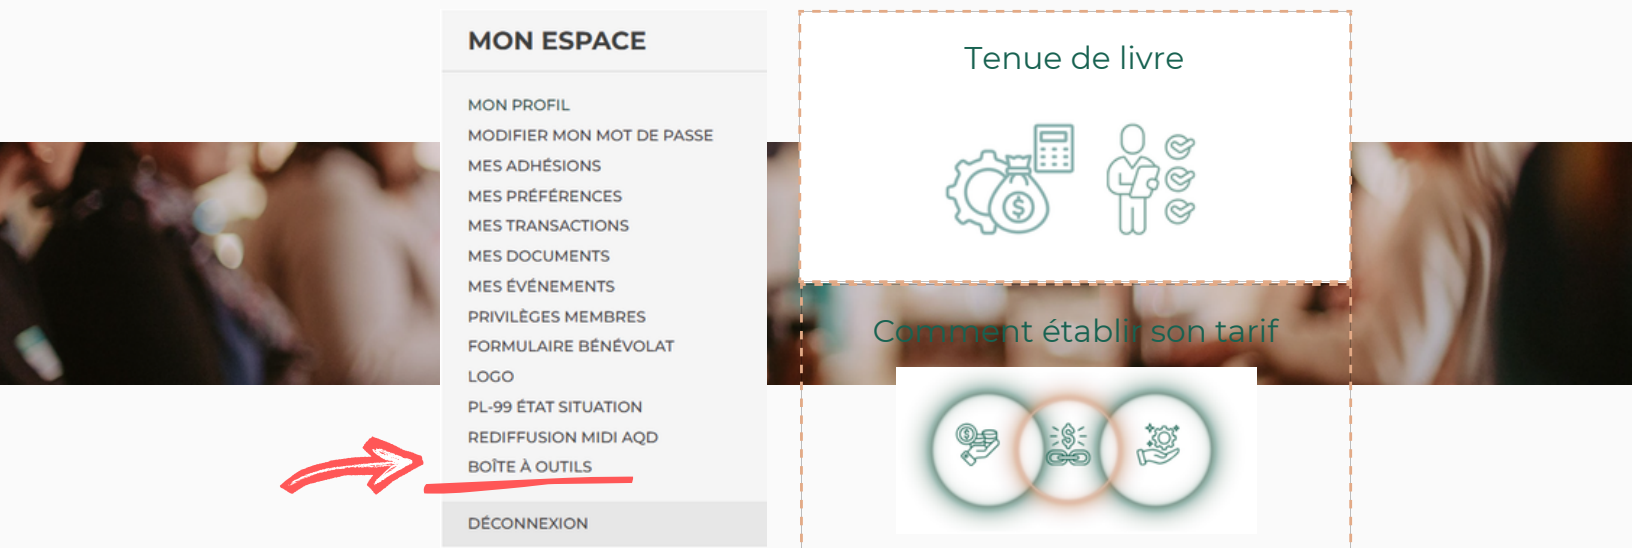 MON ESPACE
MON PROFIL
MODIFIER MON MOT DE PASSE
MES ADHÉSIONS
MES PRÉFÉRENCES
MES TRANSACTIONS
MES DOCUMENTS
MES ÉVÉNEMENTS
PRIVILÈGES MEMBRES
FORMULAIRE BÉNÉVOLAT
LOGO
PL-99 ÉTAT SITUATION
REDIFFUSION MIDI AQD
BOÎTE À OUTILS
DÉCONNEXION
Tenue de livre
$
Comment établir son tarif
$
$